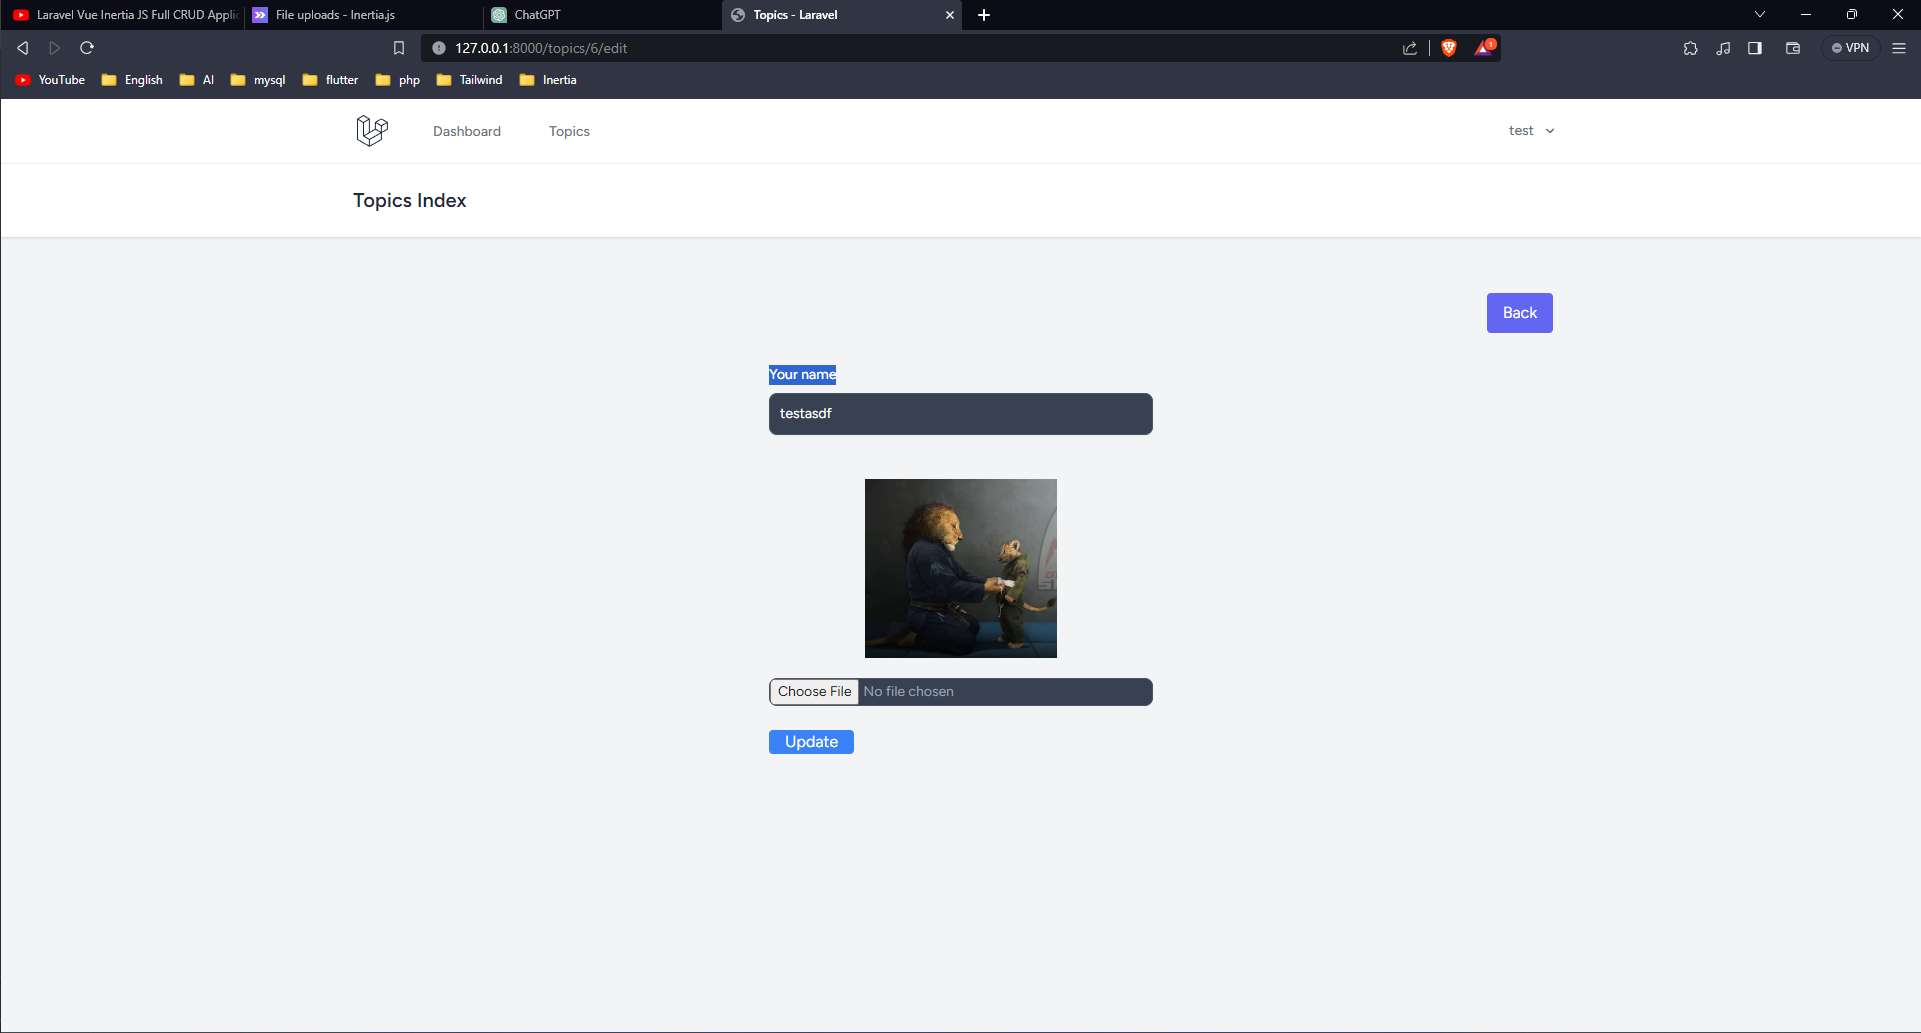 Laravel Vue Inertia JS Full CRUD Applic
File uploads - Inertia.js
ChatGPT
Topics - Laravel
127.0.0.1:8000/topics/6/edit
1
VPN
YouTube
English
AI
mysql
flutter
php
Tailwind
Inertia
Dashboard
Topics
test
Topics Index
Back
Your name
testasdf
Choose File No file chosen
Update